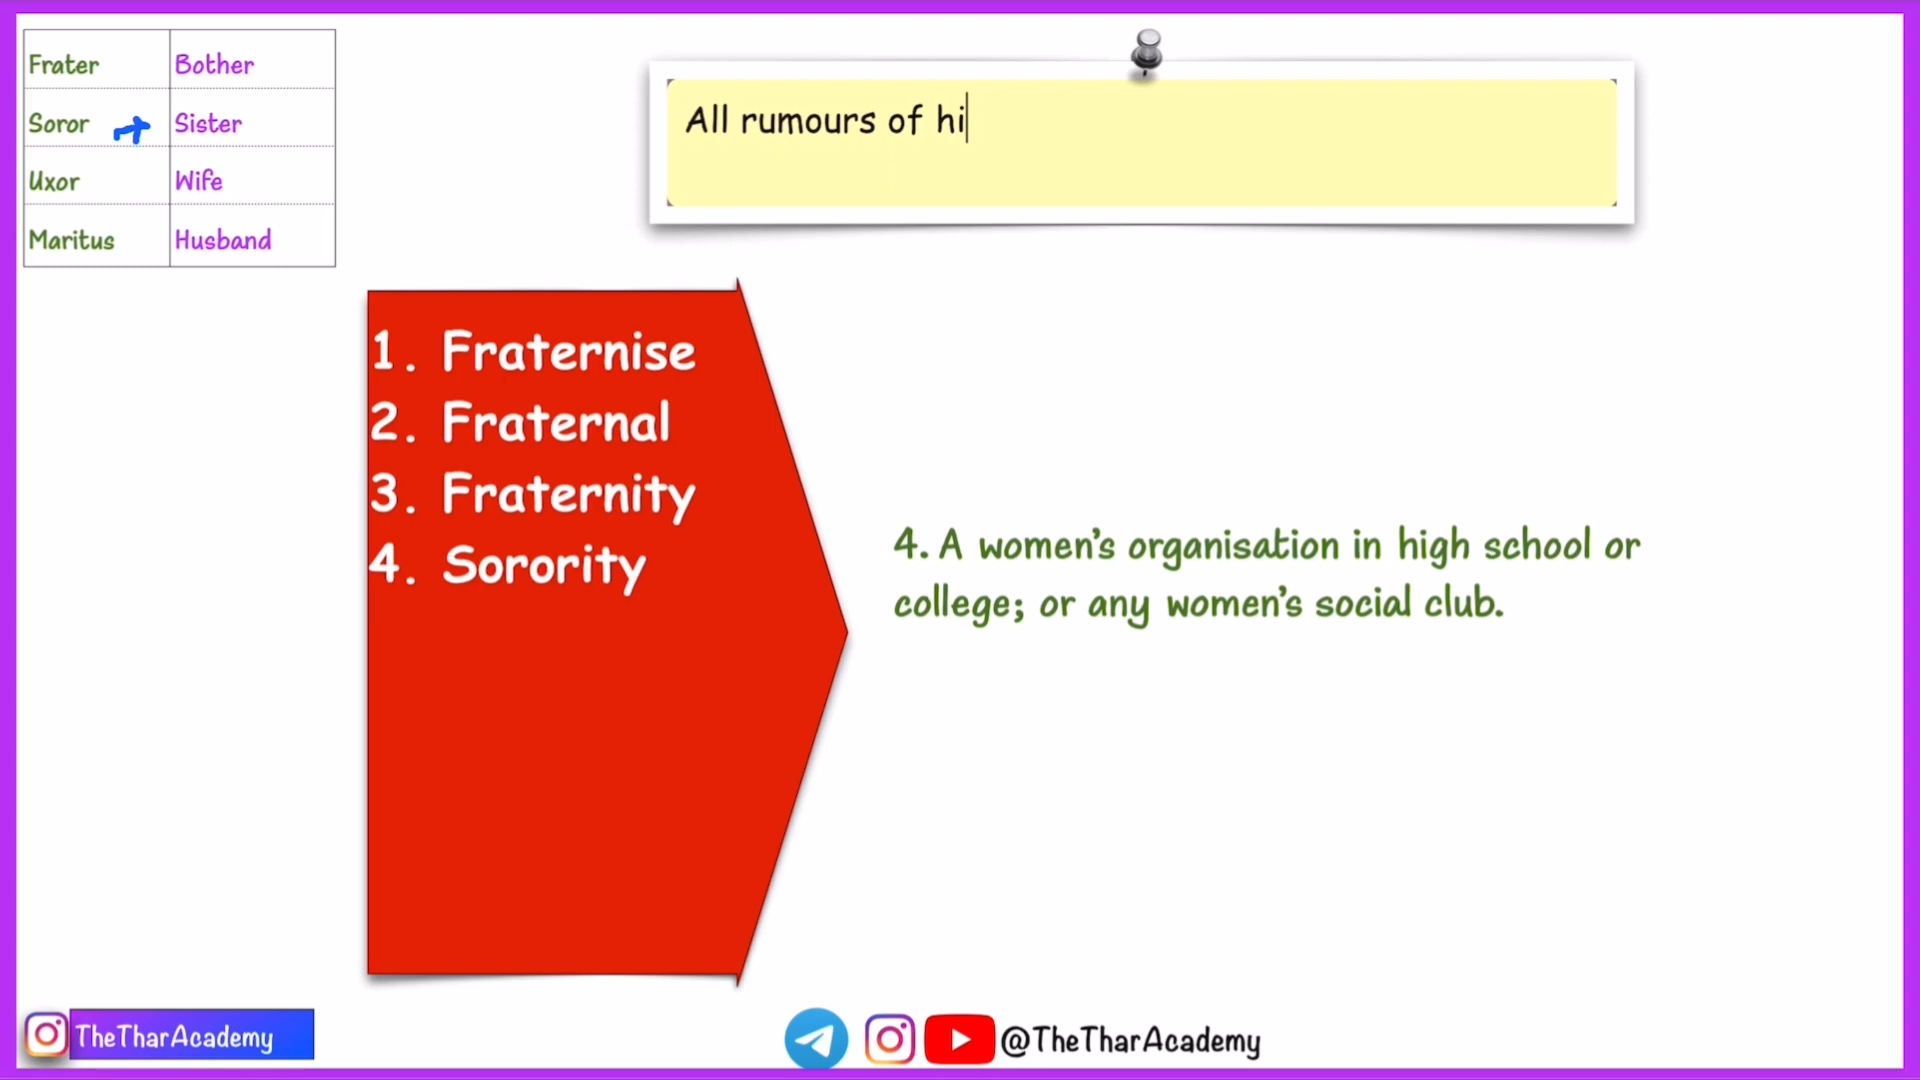 Frater Bother
Soror Sister
Uxor Wife
Maritus Husband
All rumours of hi
1. Fraternise
2. Fraternal
3. Fraternity
4. Sorority
4. A women's organisation in high school or
college; or any women's social club.
TheTharAcademy
@TheTharAcademy